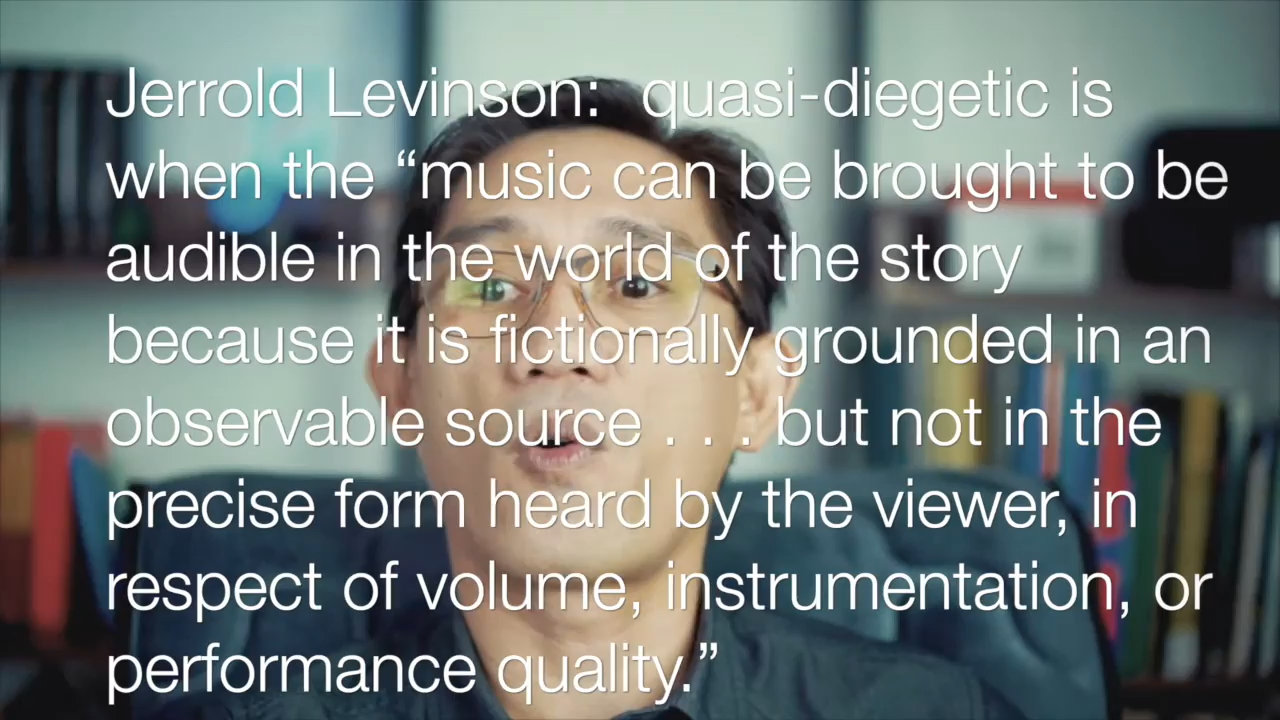 Jerrold Levinson:  quasi-diegetic is
when the “music can be brought to be
audible in the world of the story
because it is fictionally grounded in an
observable source . . . but not in the
precise form heard by the viewer, in
respect of volume, instrumentation, or
performance quality.”